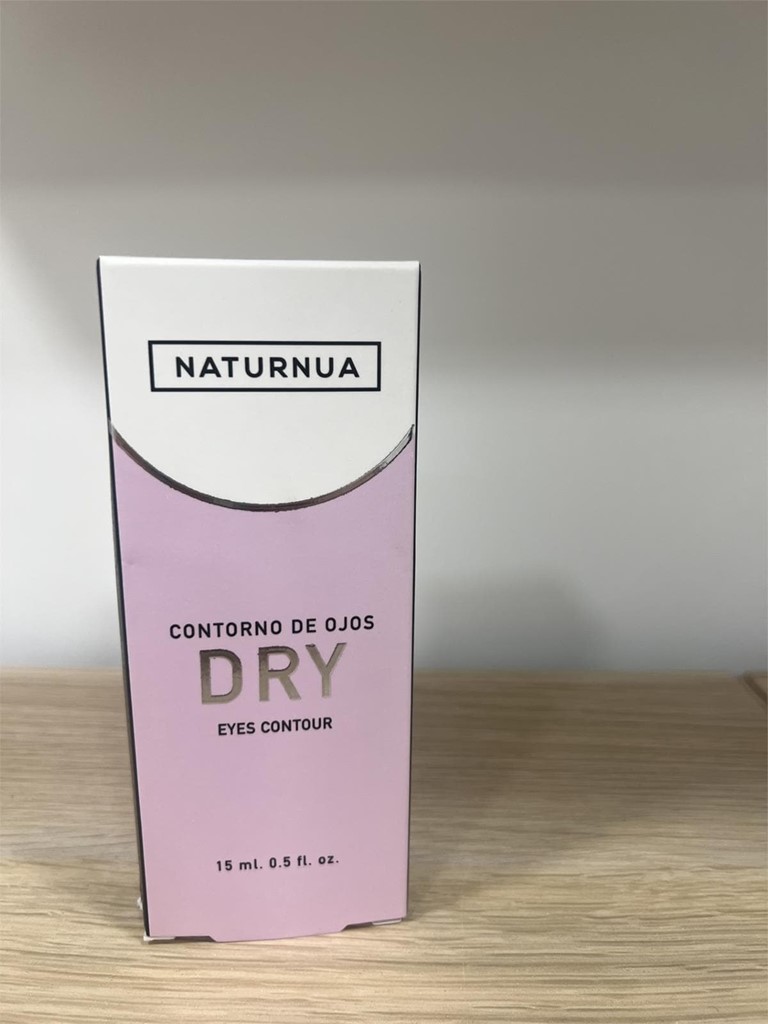 NATURNUA
CONTORNO DE OJOS
DRY
EYES CONTOUR
15 ml. 0.5 fl. oz.